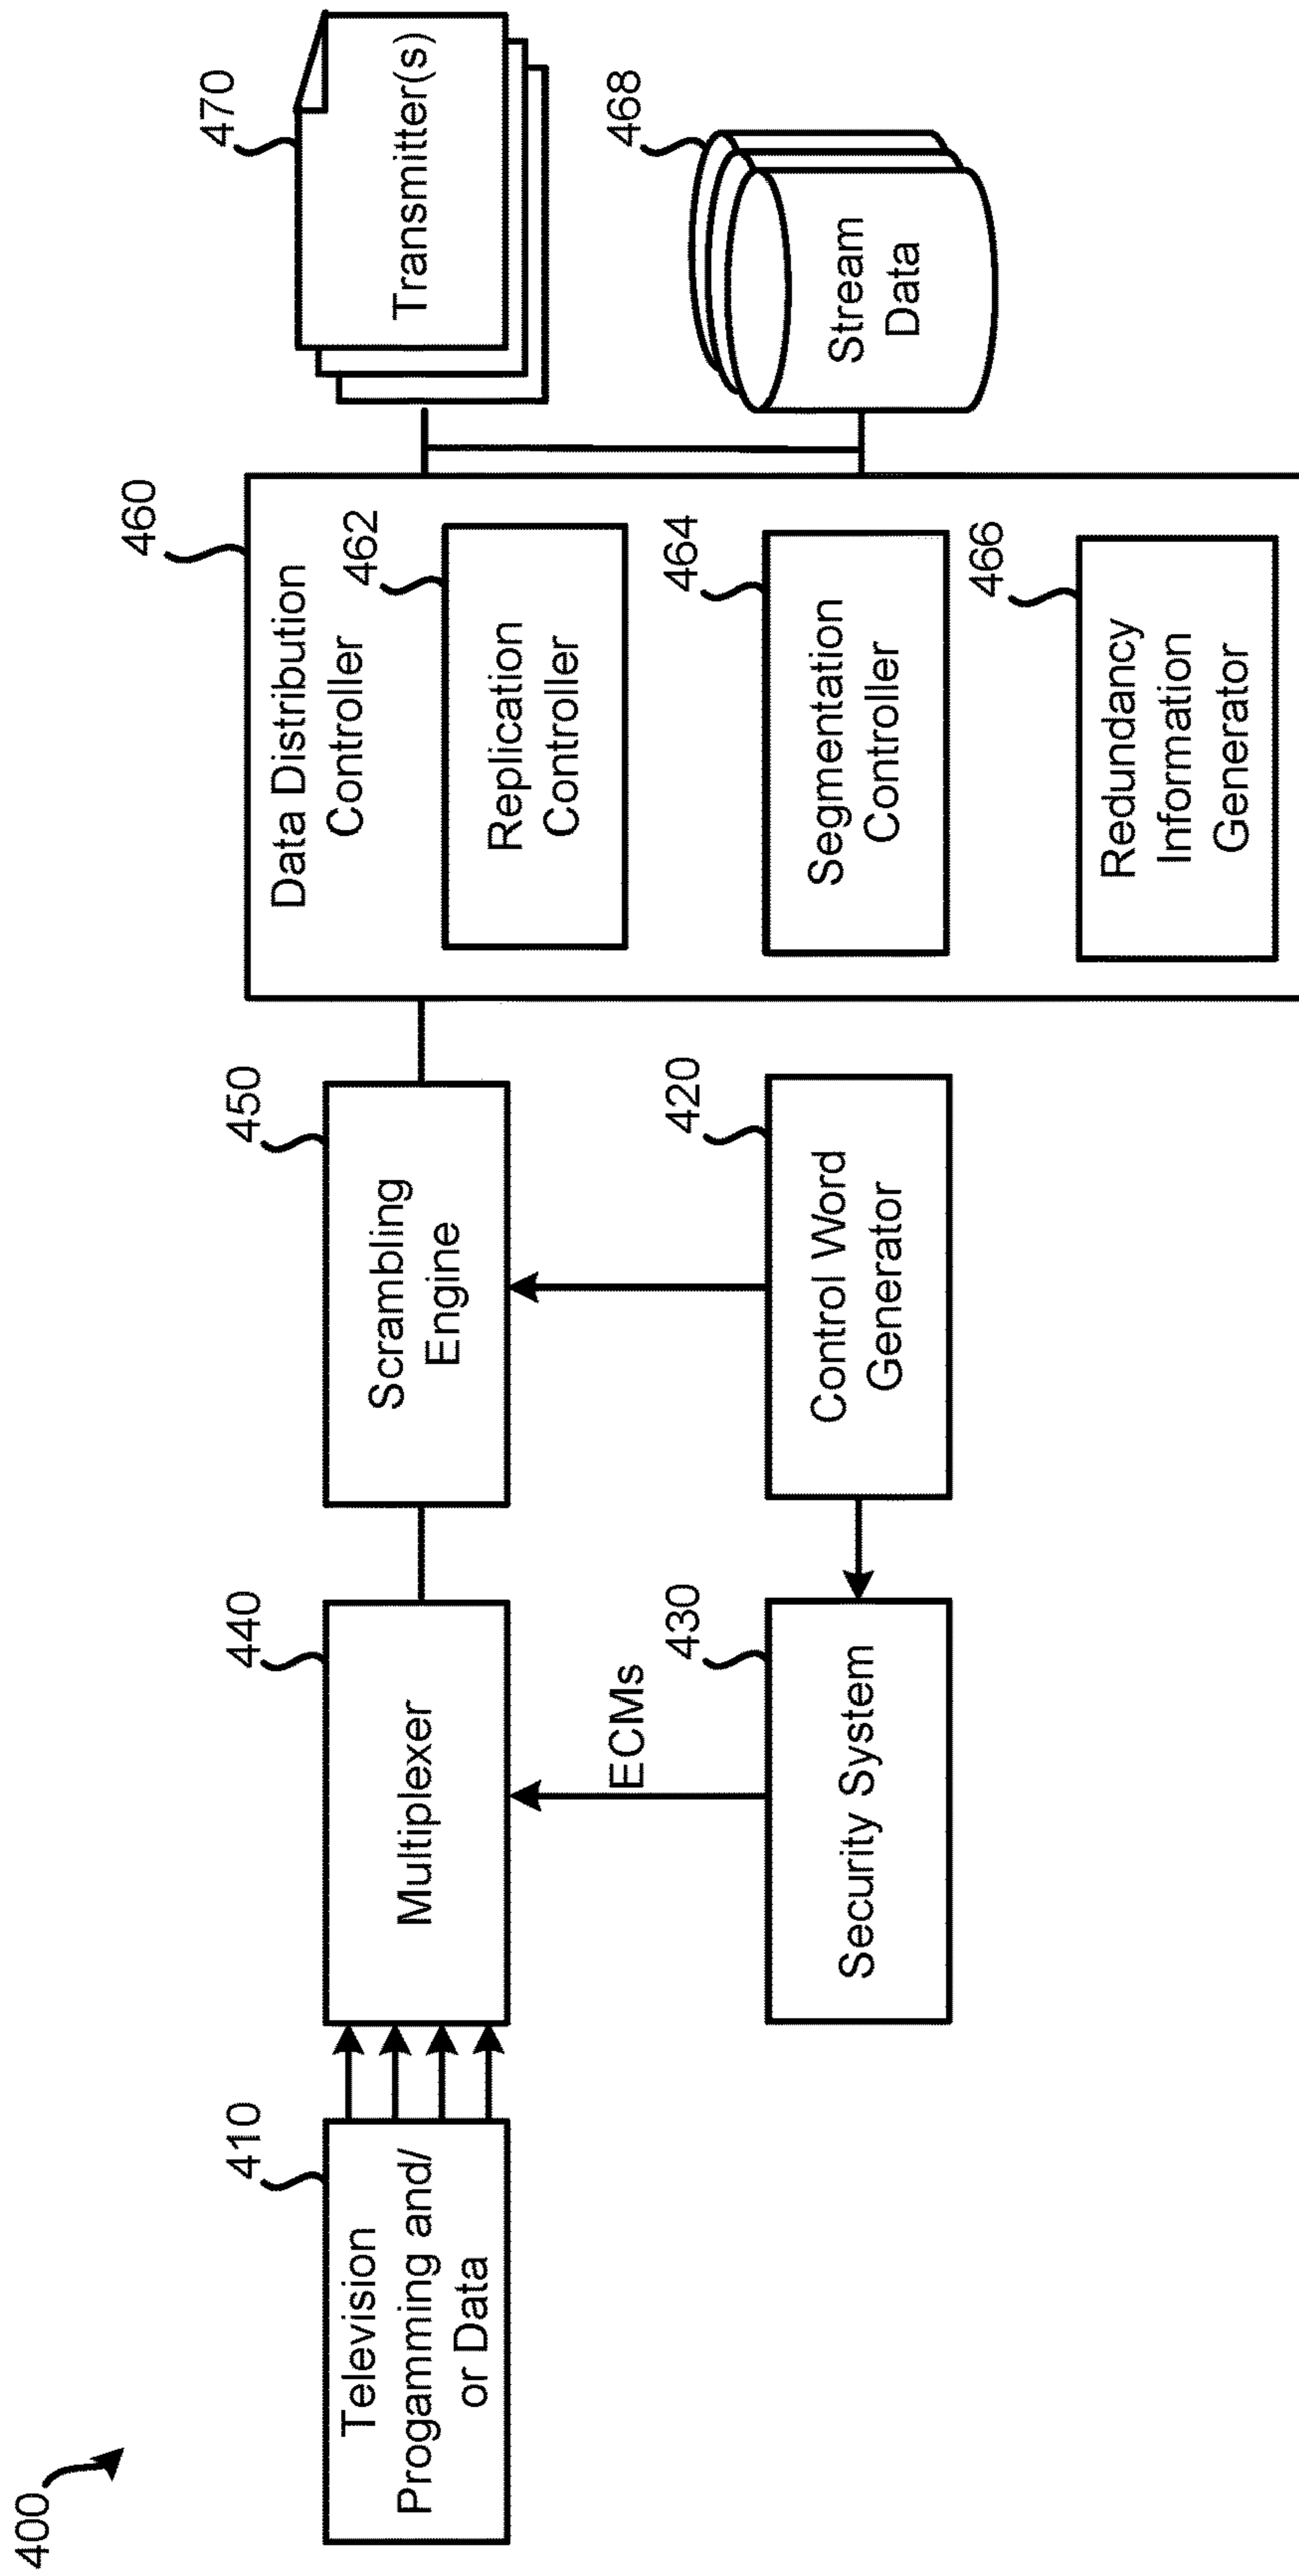 400
410
Television
Progamming and/
or Data
440
Multiplexer
450
Scrambling
Engine
ECMs
430
Security System
420
Control Word
Generator
460
Data Distribution
Controller
462
Replication
Controller
464
Segmentation
Controller
466
Redundancy
Information
Generator
470
Transmitter(s)
468
Stream
Data